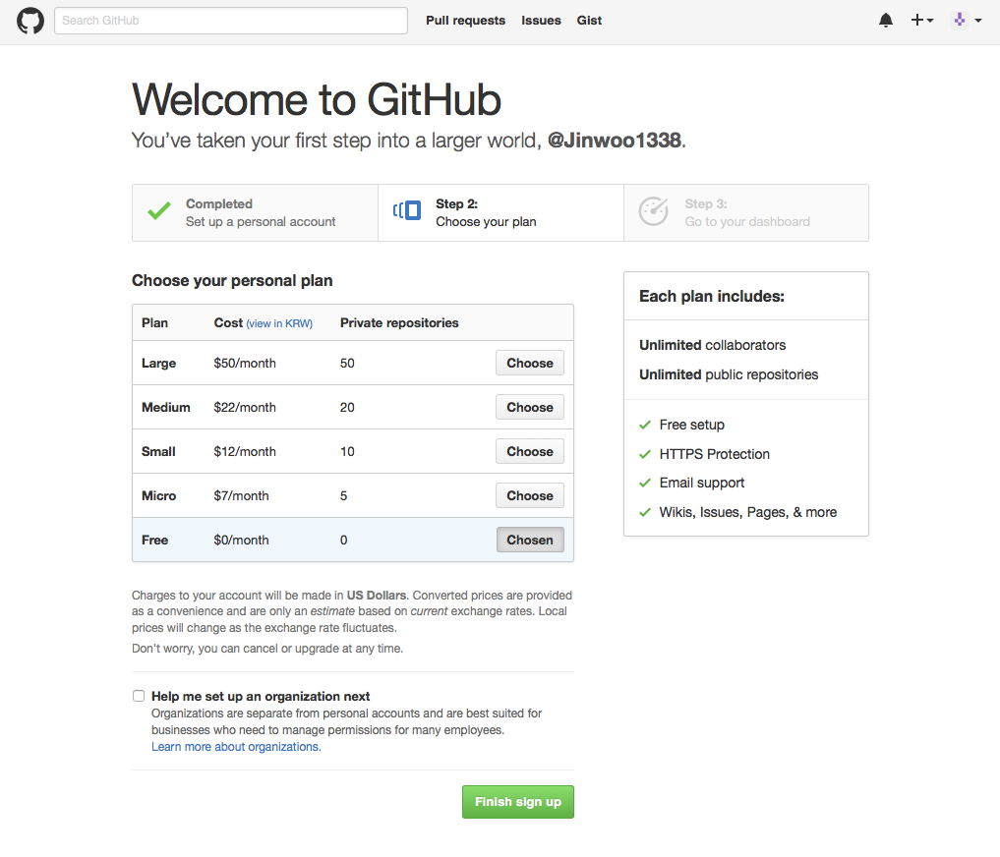 Search GitHub Pull requests Issues Gist
Welcome to GitHub
You've taken your first step into a larger world, @Jinwoo1338.
Completed
Set up a personal account
Step 2:
Choose your plan
Step 3:
Go to your dashboard
Choose your personal plan
Plan Cost (view in KRW) Private repositories
Large $50/month 50 Choose
Medium $22/month 20 Choose
Small $12/month 10 Choose
Micro $7/month 5 Choose
Free $0/month 0 Chosen
Charges to your account will be made in US Dollars. Converted prices are provided
as a convenience and are only an estimate based on current exchange rates. Local
prices will change as the exchange rate fluctuates.
Don't worry, you can cancel or upgrade at any time.
Help me set up an organization next
Organizations are separate from personal accounts and are best suited for
businesses who need to manage permissions for many employees.
Learn more about organizations.
Finish sign up
Each plan includes:
Unlimited collaborators
Unlimited public repositories
Free setup
HTTPS Protection
Email support
Wikis, Issues, Pages, & more